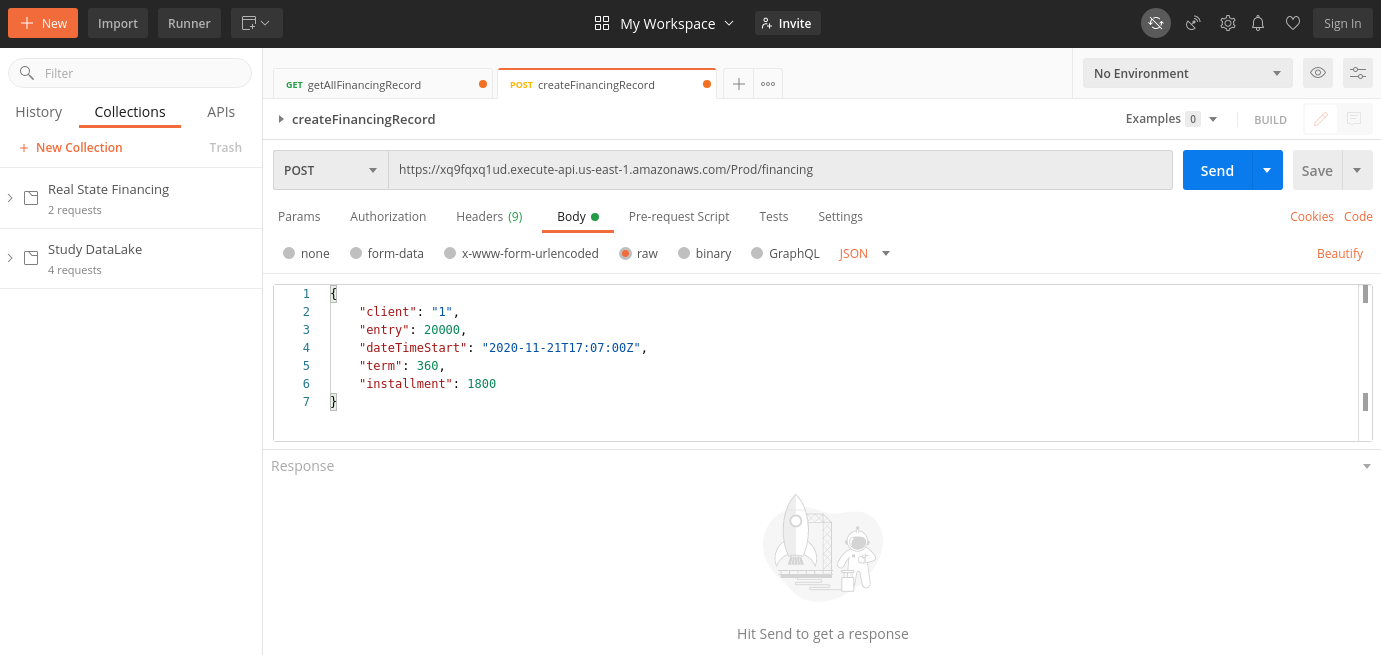 New Import Runner My Workspace Invite Sign In
Filter
History Collections APIs
New Collection Trash
Real State Financing
2 requests
Study DataLake
4 requests
GET getAllFinancingRecord POST createFinancingRecord No Environment
createFinancingRecord Examples 0 BUILD
POST https://xq9fqxq1ud.execute-api.us-east-1.amazonaws.com/Prod/financing Send Save
Params Authorization Headers (9) Body Pre-request Script Tests Settings Cookies Code
none form-data x-www-form-urlencoded raw binary GraphQL JSON Beautify
1 {
2 "client": "1",
3 "entry": 20000,
4 "dateTimeStart": "2020-11-21T17:07:00Z",
5 "term": 360,
6 "installment": 1800
7 }
Response
Hit Send to get a response